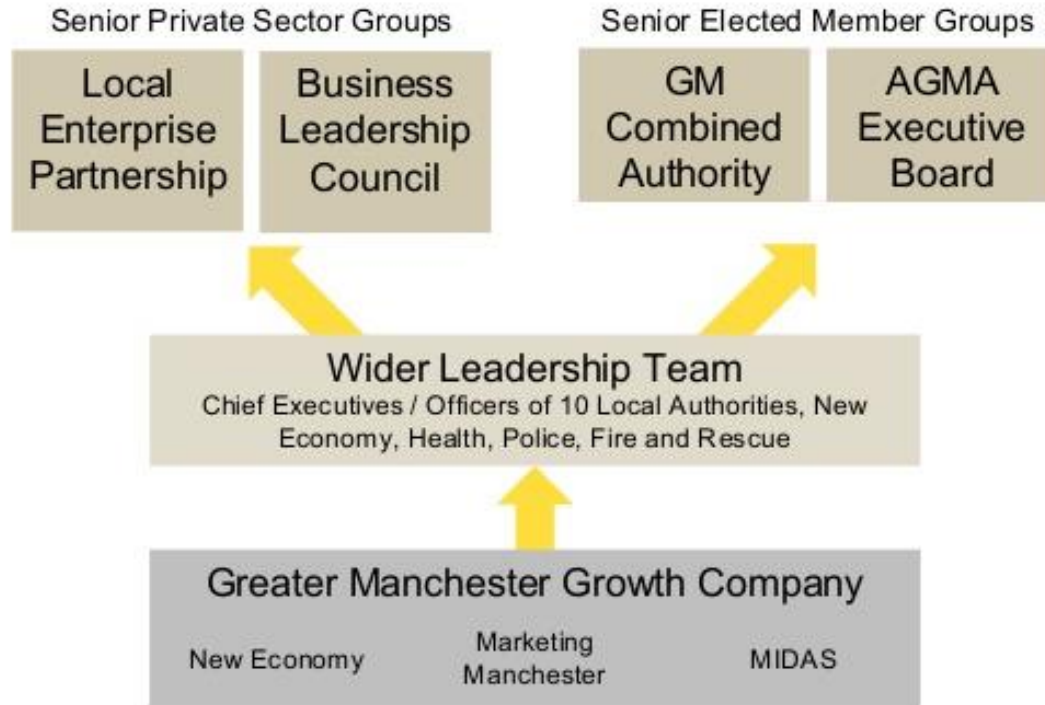 Senior Private Sector Groups
Senior Elected Member Groups
Local
Enterprise
Partnership
Business
Leadership
Council
GM
Combined
Authority
AGMA
Executive
Board
Wider Leadership Team
Chief Executives / Officers of 10 Local Authorities, New
Economy, Health, Police, Fire and Rescue
Greater Manchester Growth Company
New Economy
Marketing
Manchester
MIDAS